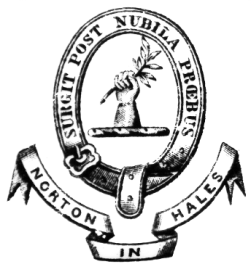 SURGIT POST NUBILA PHŒBUS
NORTON
IN
HALES